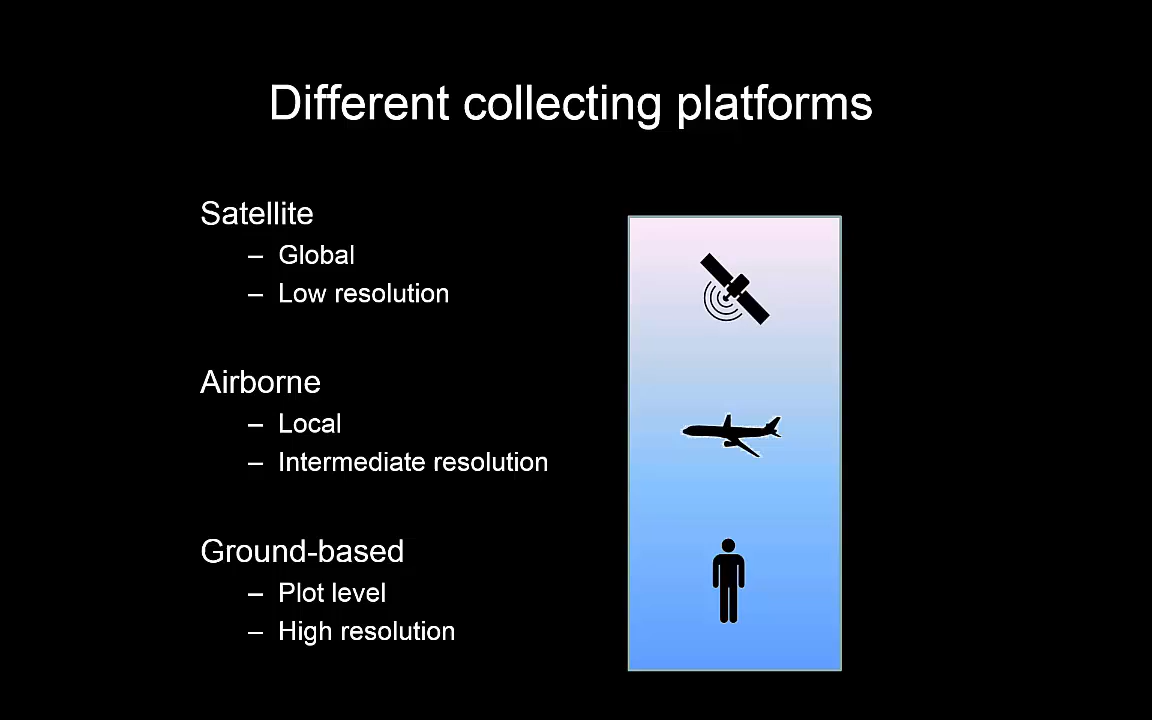 Different collecting platforms
Satellite
– Global
– Low resolution
Airborne
– Local
– Intermediate resolution
Ground-based
– Plot level
– High resolution